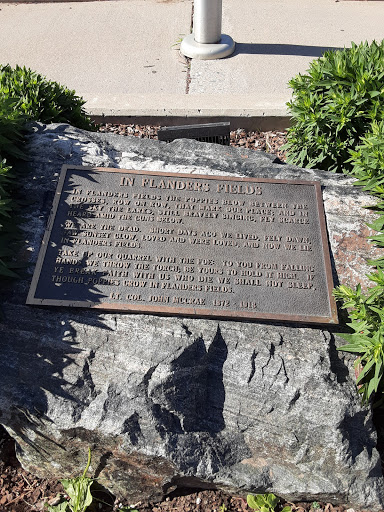 IN FLANDERS FIELDS
IN FLANDERS FIELDS THE POPPIES BLOW BETWEEN THE
CROSSES, ROW ON ROW, THAT MARK OUR PLACE; AND IN
THE SKY THE LARKS, STILL BRAVELY SINGING, FLY SCARCE
HEARD AMID THE GUNS BELOW.
WE ARE THE DEAD. SHORT DAYS AGO WE LIVED, FELT DAWN,
SAW SUNSET GLOW, LOVED AND WERE LOVED, AND NOW WE LIE
IN FLANDERS FIELDS.
TAKE UP OUR QUARREL WITH THE FOE: TO YOU FROM FALLING
HANDS WE THROW THE TORCH; BE YOURS TO HOLD IT HIGH. IF
YE BREAK FAITH WITH US WHO DIE WE SHALL NOT SLEEP,
THOUGH POPPIES GROW IN FLANDERS FIELDS.
LT. COL. JOHN MCCRAE 1872 - 1918